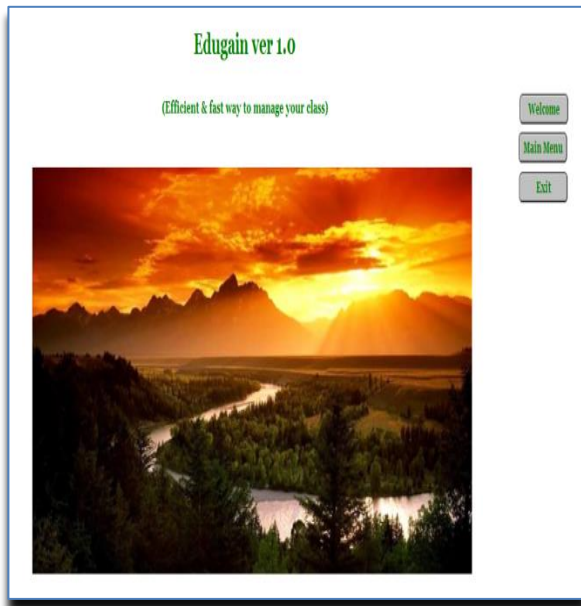 Edugain ver 1.0
(Efficient & fast way to manage your class)
Welcome
Main Menu
Exit